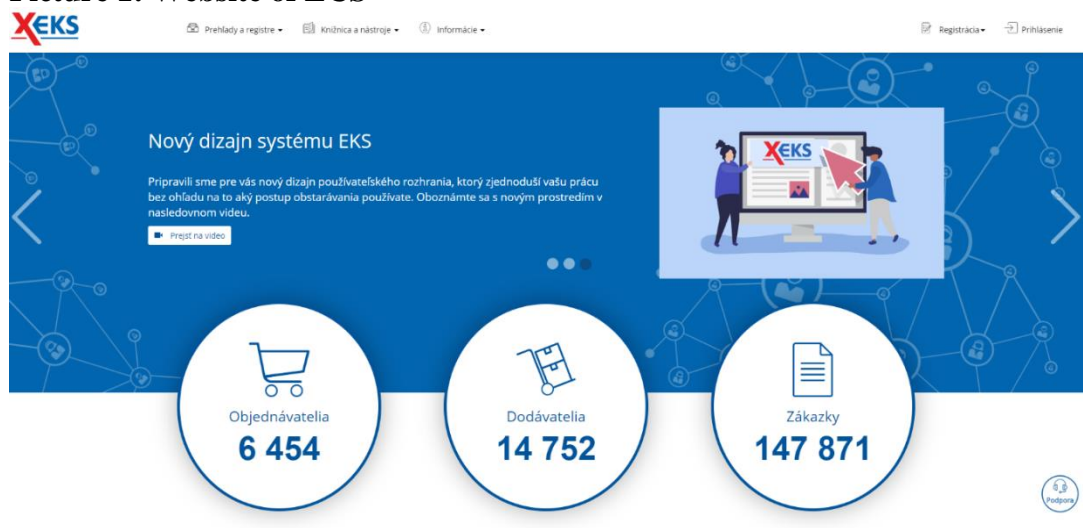 XEKS
Prehľady a registre
Knižnica a nástroje
Informácie
Registrácia
Prihlásenie
Nový dizajn systému EKS
Pripravili sme pre vás nový dizajn používateľského rozhrania, ktorý zjednoduší vašu prácu
bez ohľadu na to aký postup obstarávania používate. Oboznámte sa s novým prostredím v
nasledovnom videu.
Prejsť na video
XEKS
Objednávatelia
6 454
Dodávatelia
14 752
Zákazky
147 871
Podpora